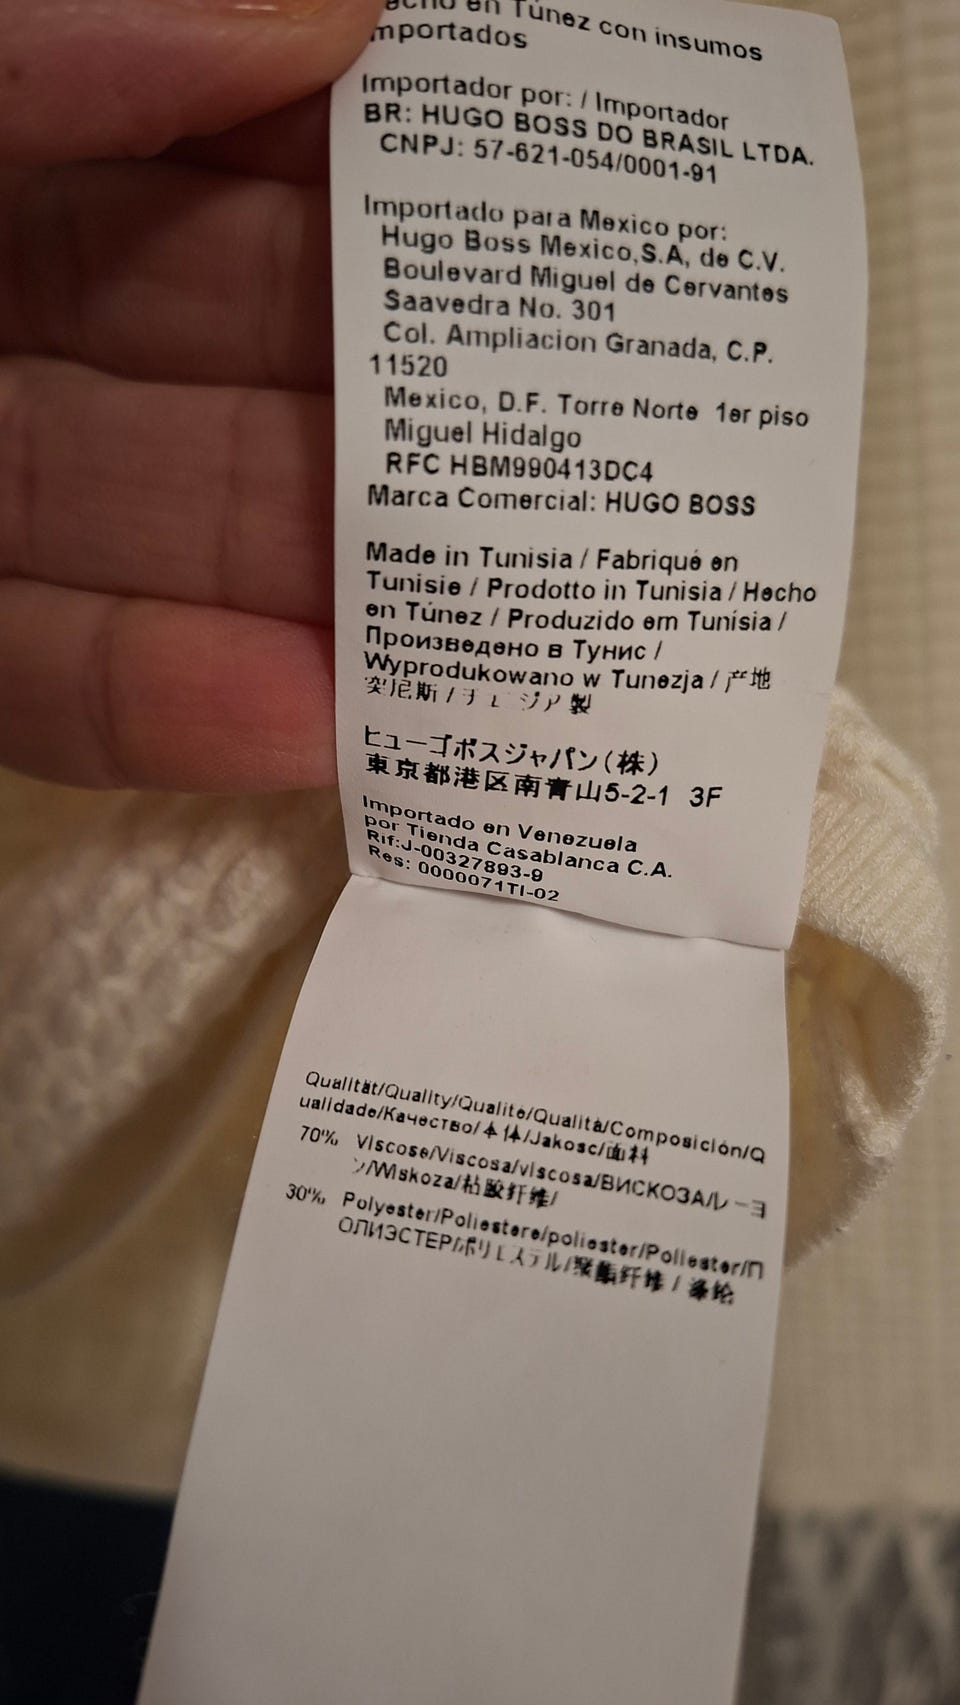 en Túnez con insumos
mportados
Importador por: / Importador
BR: HUGO BOSS DO BRASIL LTDA.
CNPJ: 57-621-054/0001-91
Importado para Mexico por:
Hugo Boss Mexico,S.A, de C.V.
Boulevard Miguel de Cervantes
Saavedra No. 301
Col. Ampliacion Granada, C.P.
11520
Mexico, D.F. Torre Norte 1er piso
Miguel Hidalgo
RFC HBM990413DC4
Marca Comercial: HUGO BOSS
Made in Tunisia / Fabriqué en
Tunisie / Prodotto in Tunisia / Hecho
en Túnez / Produzido em Tunísia /
Произведено в Тунис /
Wyprodukowano w Tunezja / 产地
突尼斯 / チュニジア製
ヒューゴボスジャパン(株)
東京都港区南青山5-2-1 3F
Importado en Venezuela
por Tienda Casablanca C.A.
Rif:J-00327893-9
Res: 0000071TI-02
Qualität/Quality/Qualité/Qualità/Composición/Q
ualidade/Качество/本体/Jakosc/面料
70% Viscose/Viscosa/viscosa/ВИСКОЗА/レーヨ
ン/Wiskoza/粘胶纤维/
30% Polyester/Poliestere/poliester/Poliester/П
ОЛИЭСТЕР/ポリエステル/聚酯纤维 / 涤纶